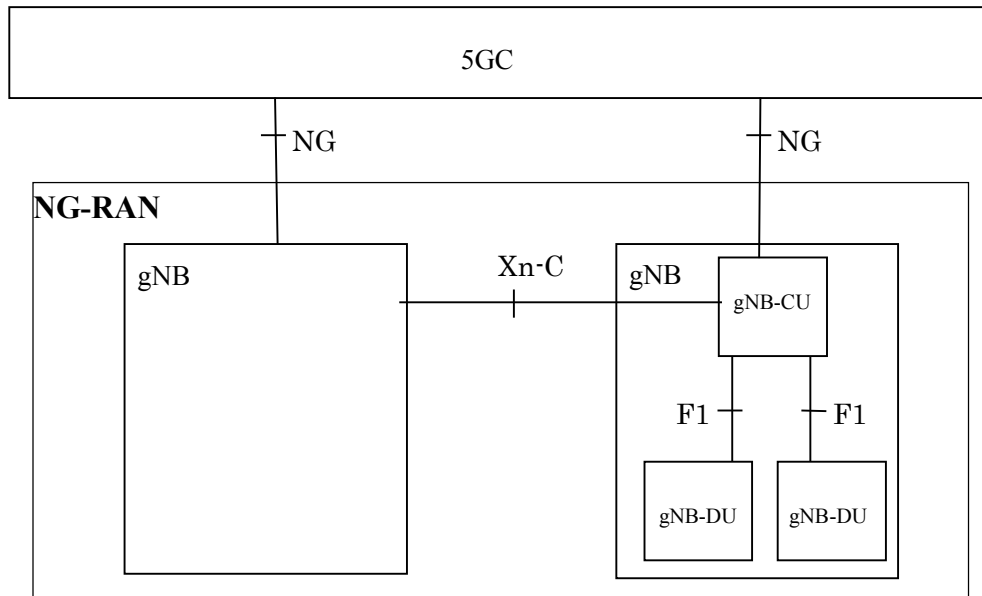 5GC
NG
NG
NG-RAN
gNB
Xn-C
gNB
gNB-CU
F1
F1
gNB-DU
gNB-DU